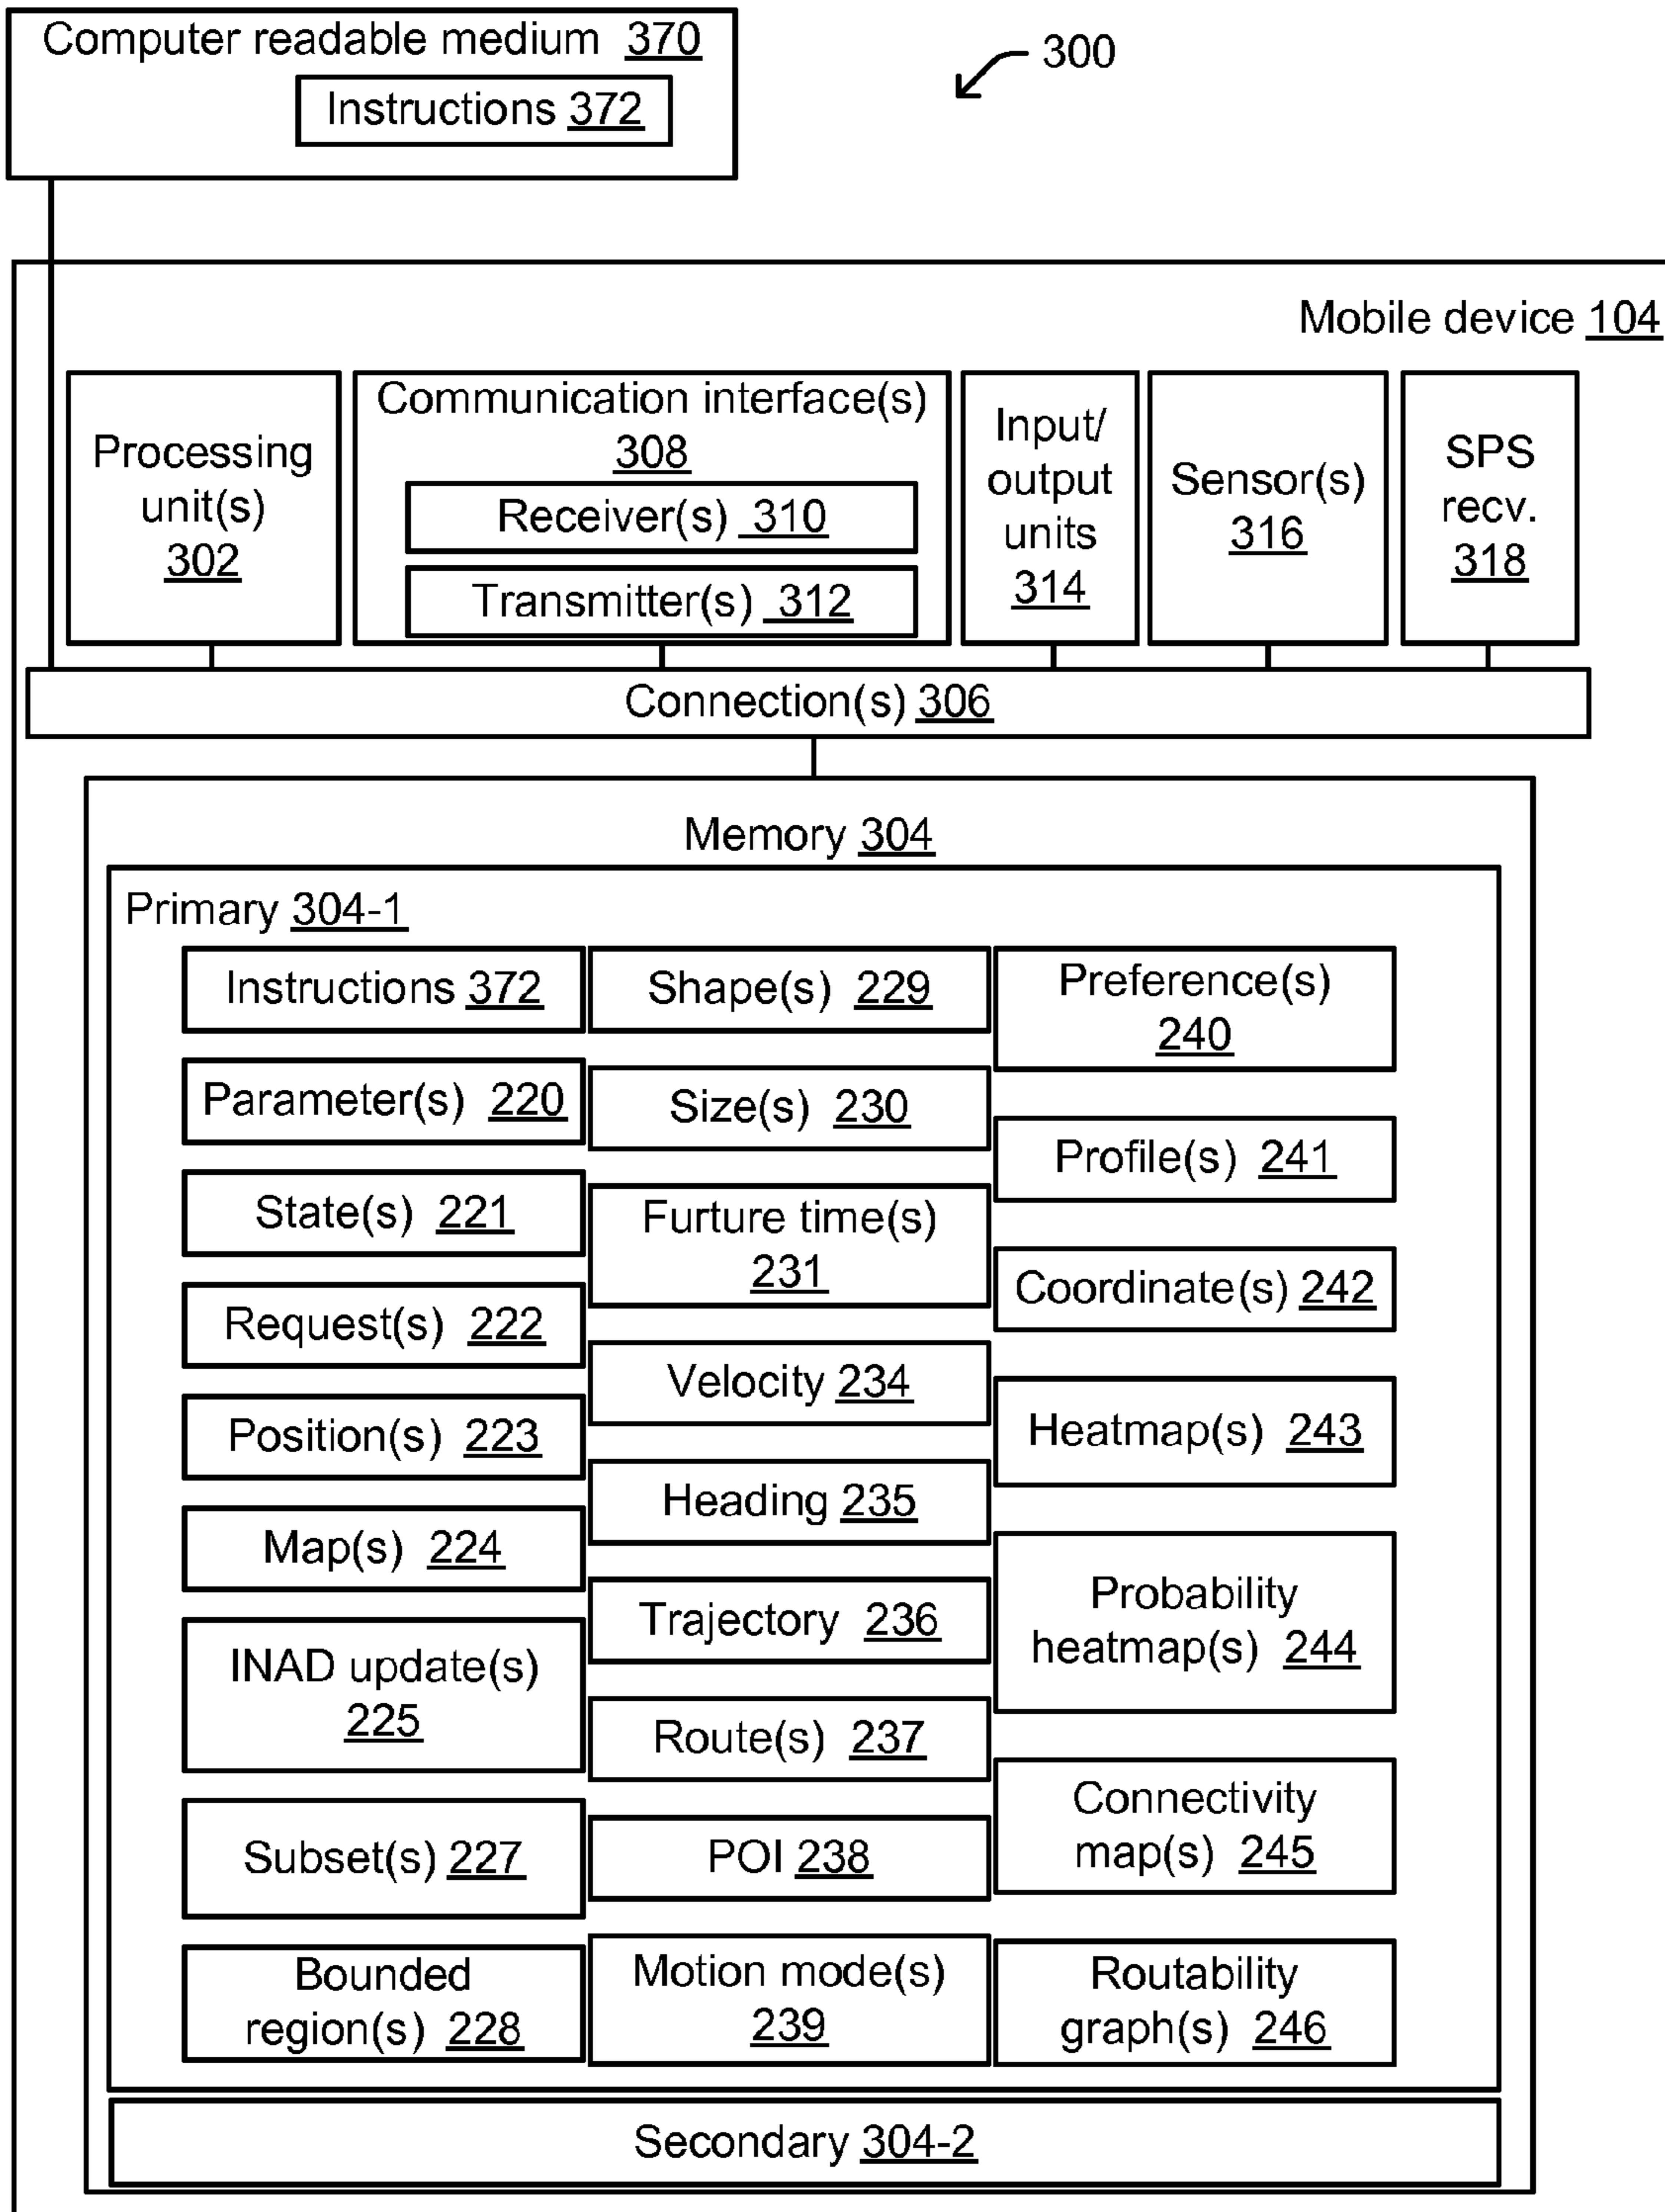 Computer readable medium 370
Instructions 372
300
Mobile device 104
Processing
unit(s)
302
Communication interface(s)
308
Receiver(s) 310
Transmitter(s) 312
Input/
output
units
314
Sensor(s)
316
SPS
recv.
318
Connection(s) 306
Memory 304
Primary 304-1
Instructions 372
Parameter(s) 220
State(s) 221
Request(s) 222
Position(s) 223
Map(s) 224
INAD update(s)
225
Subset(s) 227
Bounded
region(s) 228
Shape(s) 229
Size(s) 230
Furture time(s)
231
Velocity 234
Heading 235
Trajectory 236
Route(s) 237
POI 238
Motion mode(s)
239
Preference(s)
240
Profile(s) 241
Coordinate(s) 242
Heatmap(s) 243
Probability
heatmap(s) 244
Connectivity
map(s) 245
Routability
graph(s) 246
Secondary 304-2